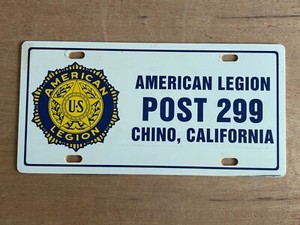 AMERICAN
U.S
LEGION
AMERICAN LEGION
POST 299
CHINO, CALIFORNIA